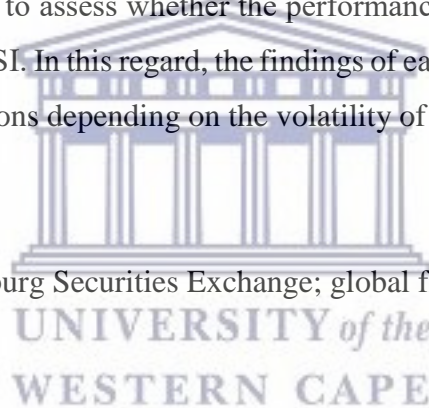 to assess whether the performanc
SI. In this regard, the findings of ea
ons depending on the volatility of
urg Securities Exchange; global f
UNIVERSITY of the
WESTERN CAPE